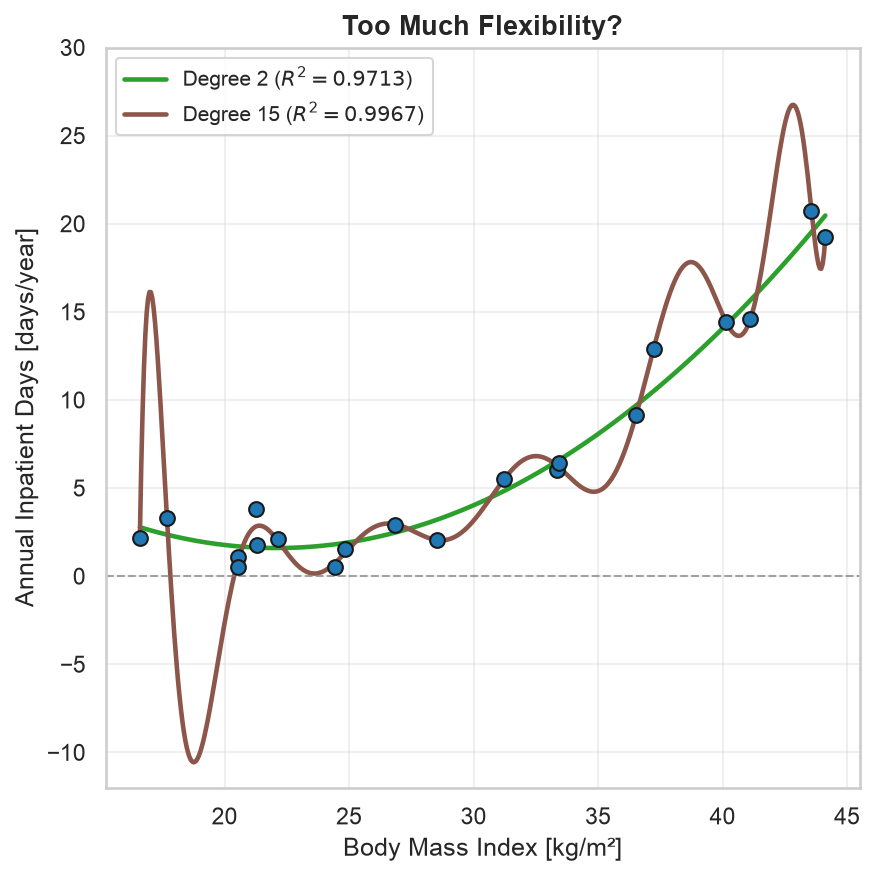 Too Much Flexibility?
Degree 2 (R² = 0.9713)
Degree 15 (R² = 0.9967)
Annual Inpatient Days [days/year]
30
25
20
15
10
5
0
−5
−10
20 25 30 35 40 45
Body Mass Index [kg/m²]